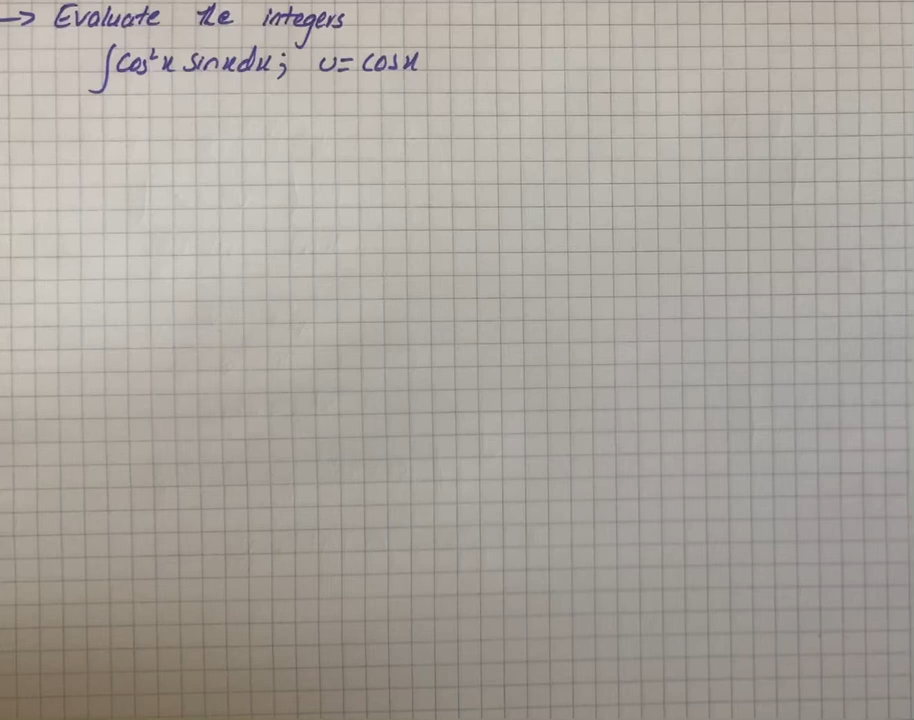 → Evaluate the integers
∫cos²x sinxdx; u= cosx